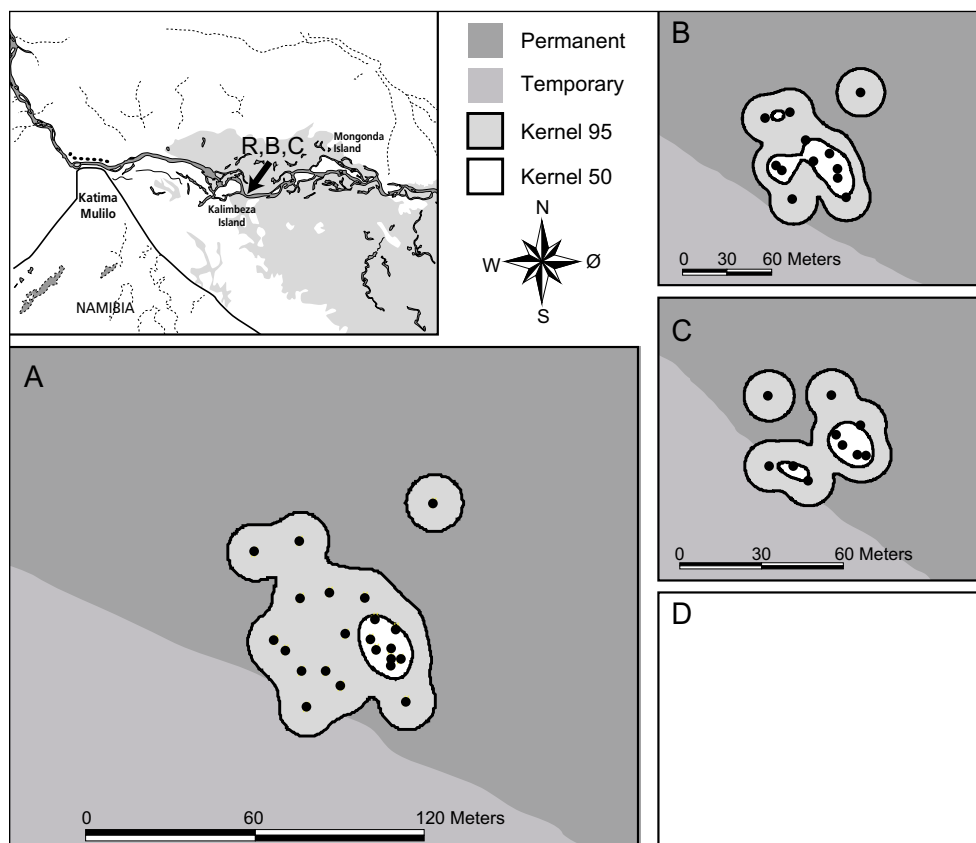 R,B,C
Mongonda
Island
Katima
Mulilo
Kalimbeza
Island
NAMIBIA
Permanent
Temporary
Kernel 95
Kernel 50
N
W Ø
S
B
0 30 60 Meters
C
0 30 60 Meters
A
0 60 120 Meters
D